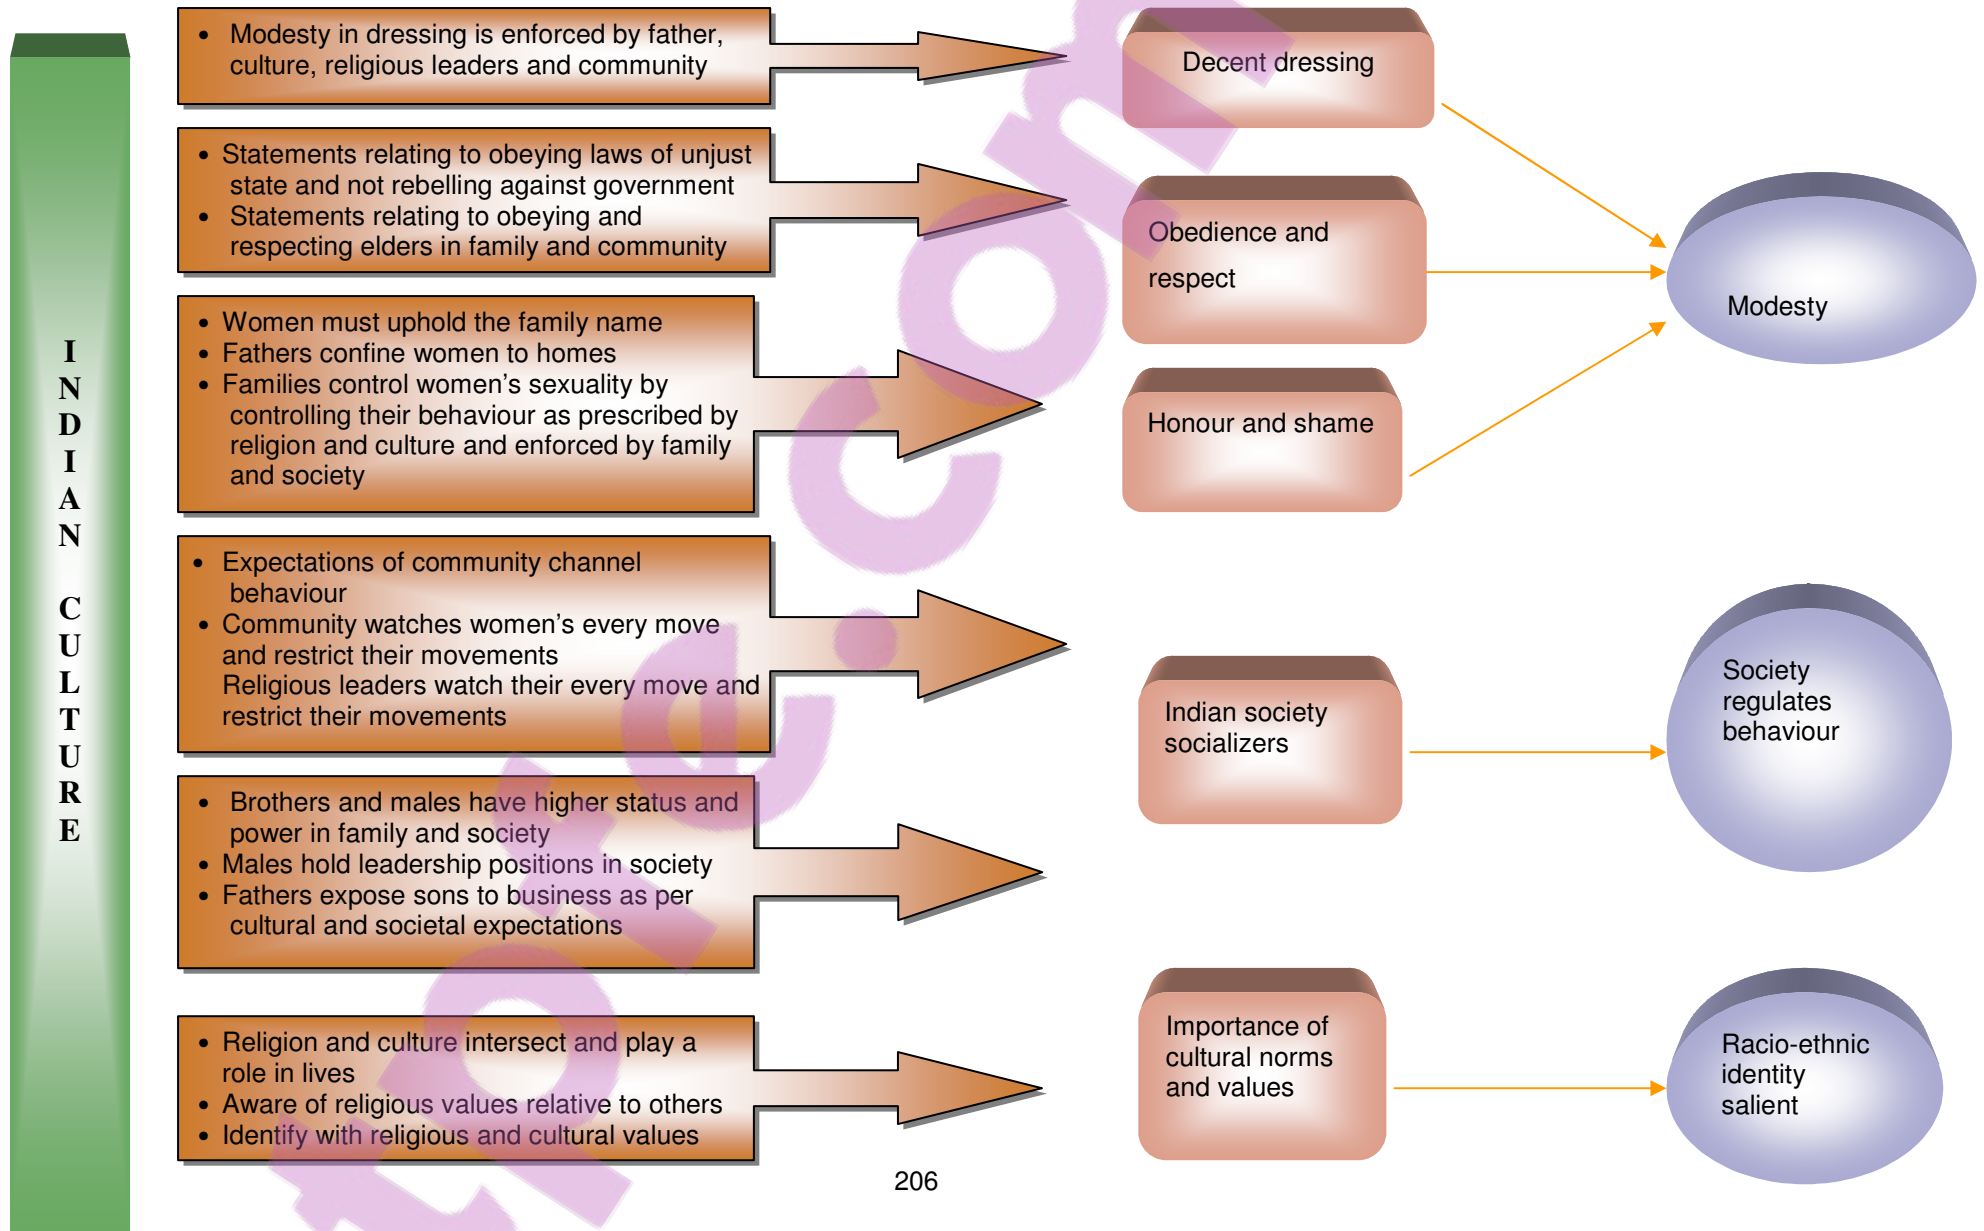 INDIAN CULTURE
• Modesty in dressing is enforced by father,
culture, religious leaders and community
• Statements relating to obeying laws of unjust
state and not rebelling against government
• Statements relating to obeying and
respecting elders in family and community
• Women must uphold the family name
• Fathers confine women to homes
• Families control women's sexuality by
controlling their behaviour as prescribed by
religion and culture and enforced by family
and society
• Expectations of community channel
behaviour
• Community watches women's every move
and restrict their movements
Religious leaders watch their every move and
restrict their movements
• Brothers and males have higher status and
power in family and society
• Males hold leadership positions in society
• Fathers expose sons to business as per
cultural and societal expectations
• Religion and culture intersect and play a
role in lives
• Aware of religious values relative to others
• Identify with religious and cultural values
Decent dressing
Obedience and
respect
Honour and shame
Indian society
socializers
Importance of
cultural norms
and values
Modesty
Society
regulates
behaviour
Racio-ethnic
identity
salient
206
tpfe.com